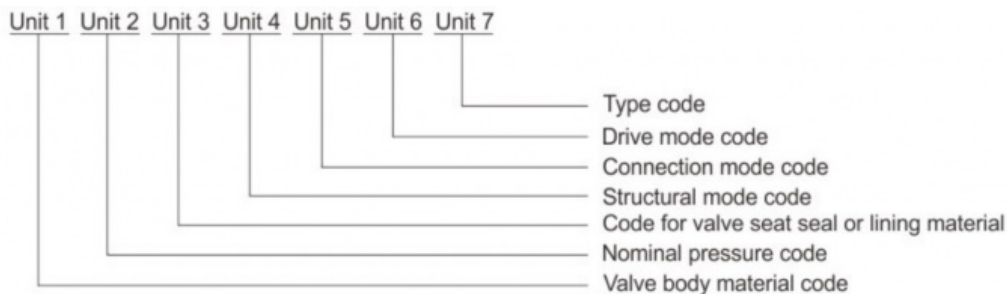 Unit 1 Unit 2 Unit 3 Unit 4 Unit 5 Unit 6 Unit 7
Type code
Drive mode code
Connection mode code
Structural mode code
Code for valve seat seal or lining material
Nominal pressure code
Valve body material code